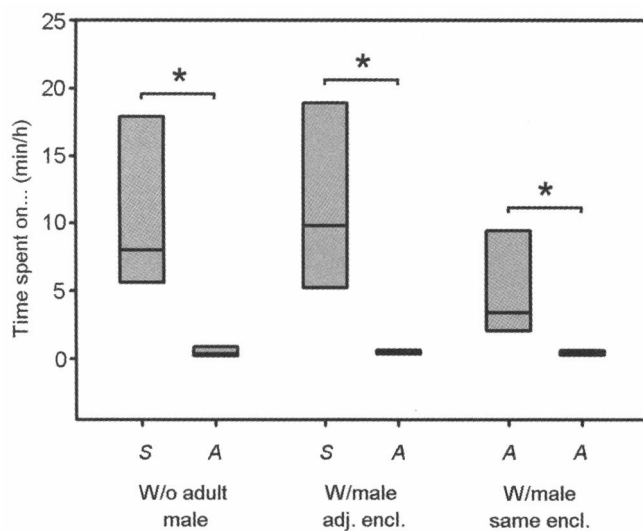 25
20
15
10
5
0
Time spent on... (min/h)
* * *
S A S A A A
W/o adult male
W/male adj. encl.
W/male same encl.